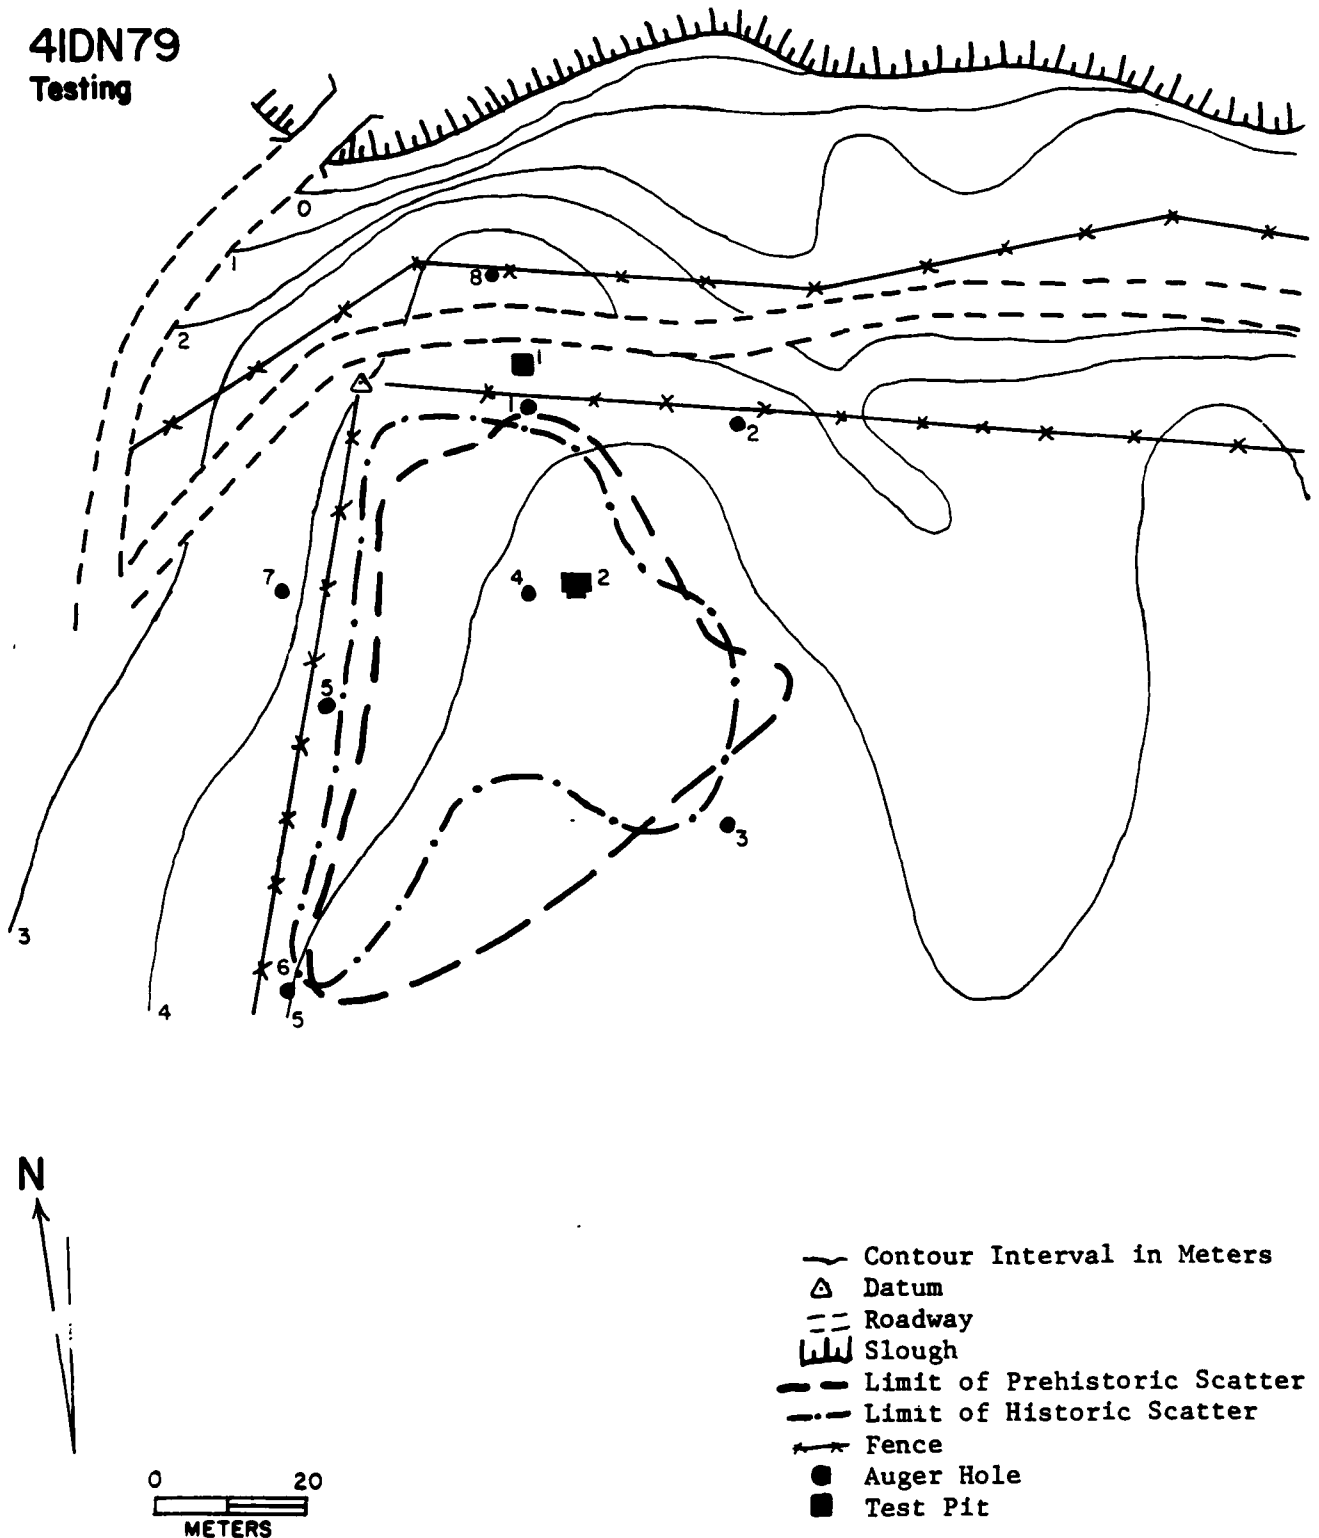 41DN79
Testing
0
1
2
8
1
1
2
7
4
2
5
3
3
6
4
5
N
Contour Interval in Meters
Datum
Roadway
Slough
Limit of Prehistoric Scatter
Limit of Historic Scatter
Fence
Auger Hole
Test Pit
0 20
METERS